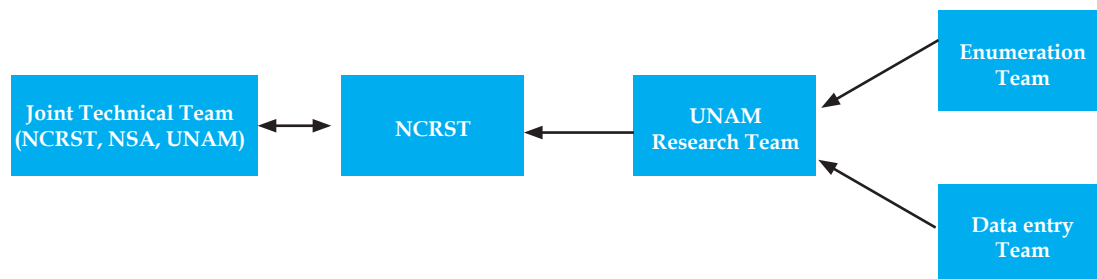 Joint Technical Team
(NCRST, NSA, UNAM)
NCRST
UNAM
Research Team
Enumeration
Team
Data entry
Team